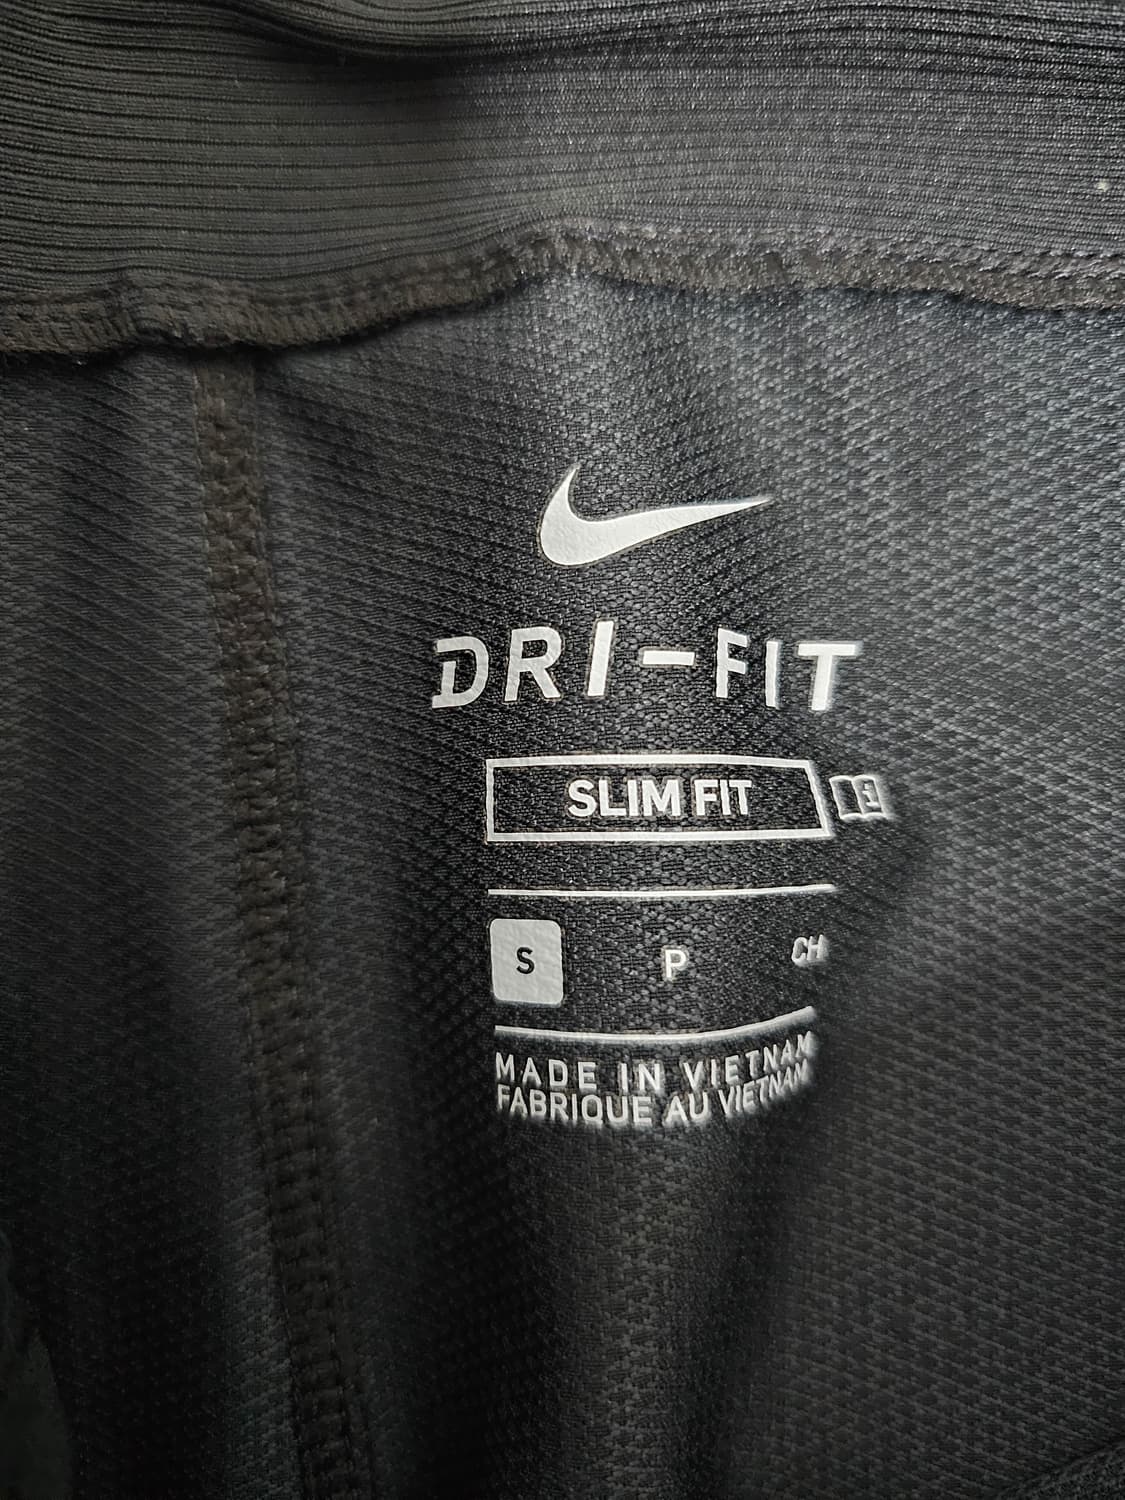 DRI-FIT
SLIM FIT
S P CH
MADE IN VIETNAM
FABRIQUE AU VIETNAM